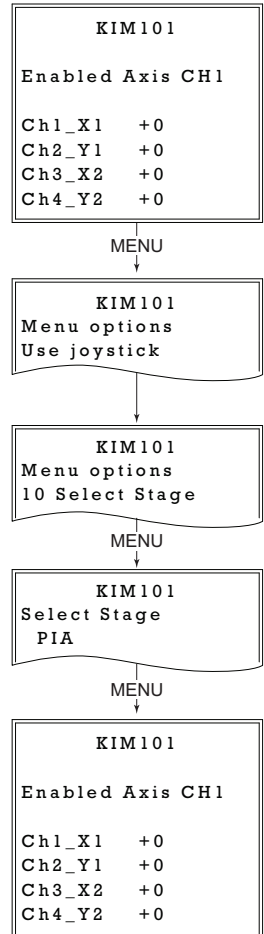 KIM101
Enabled Axis CH1
Ch1_X1 +0
Ch2_Y1 +0
Ch3_X2 +0
Ch4_Y2 +0
MENU
KIM101
Menu options
Use joystick
KIM101
Menu options
10 Select Stage
MENU
KIM101
Select Stage
PIA
MENU
KIM101
Enabled Axis CH1
Ch1_X1 +0
Ch2_Y1 +0
Ch3_X2 +0
Ch4_Y2 +0